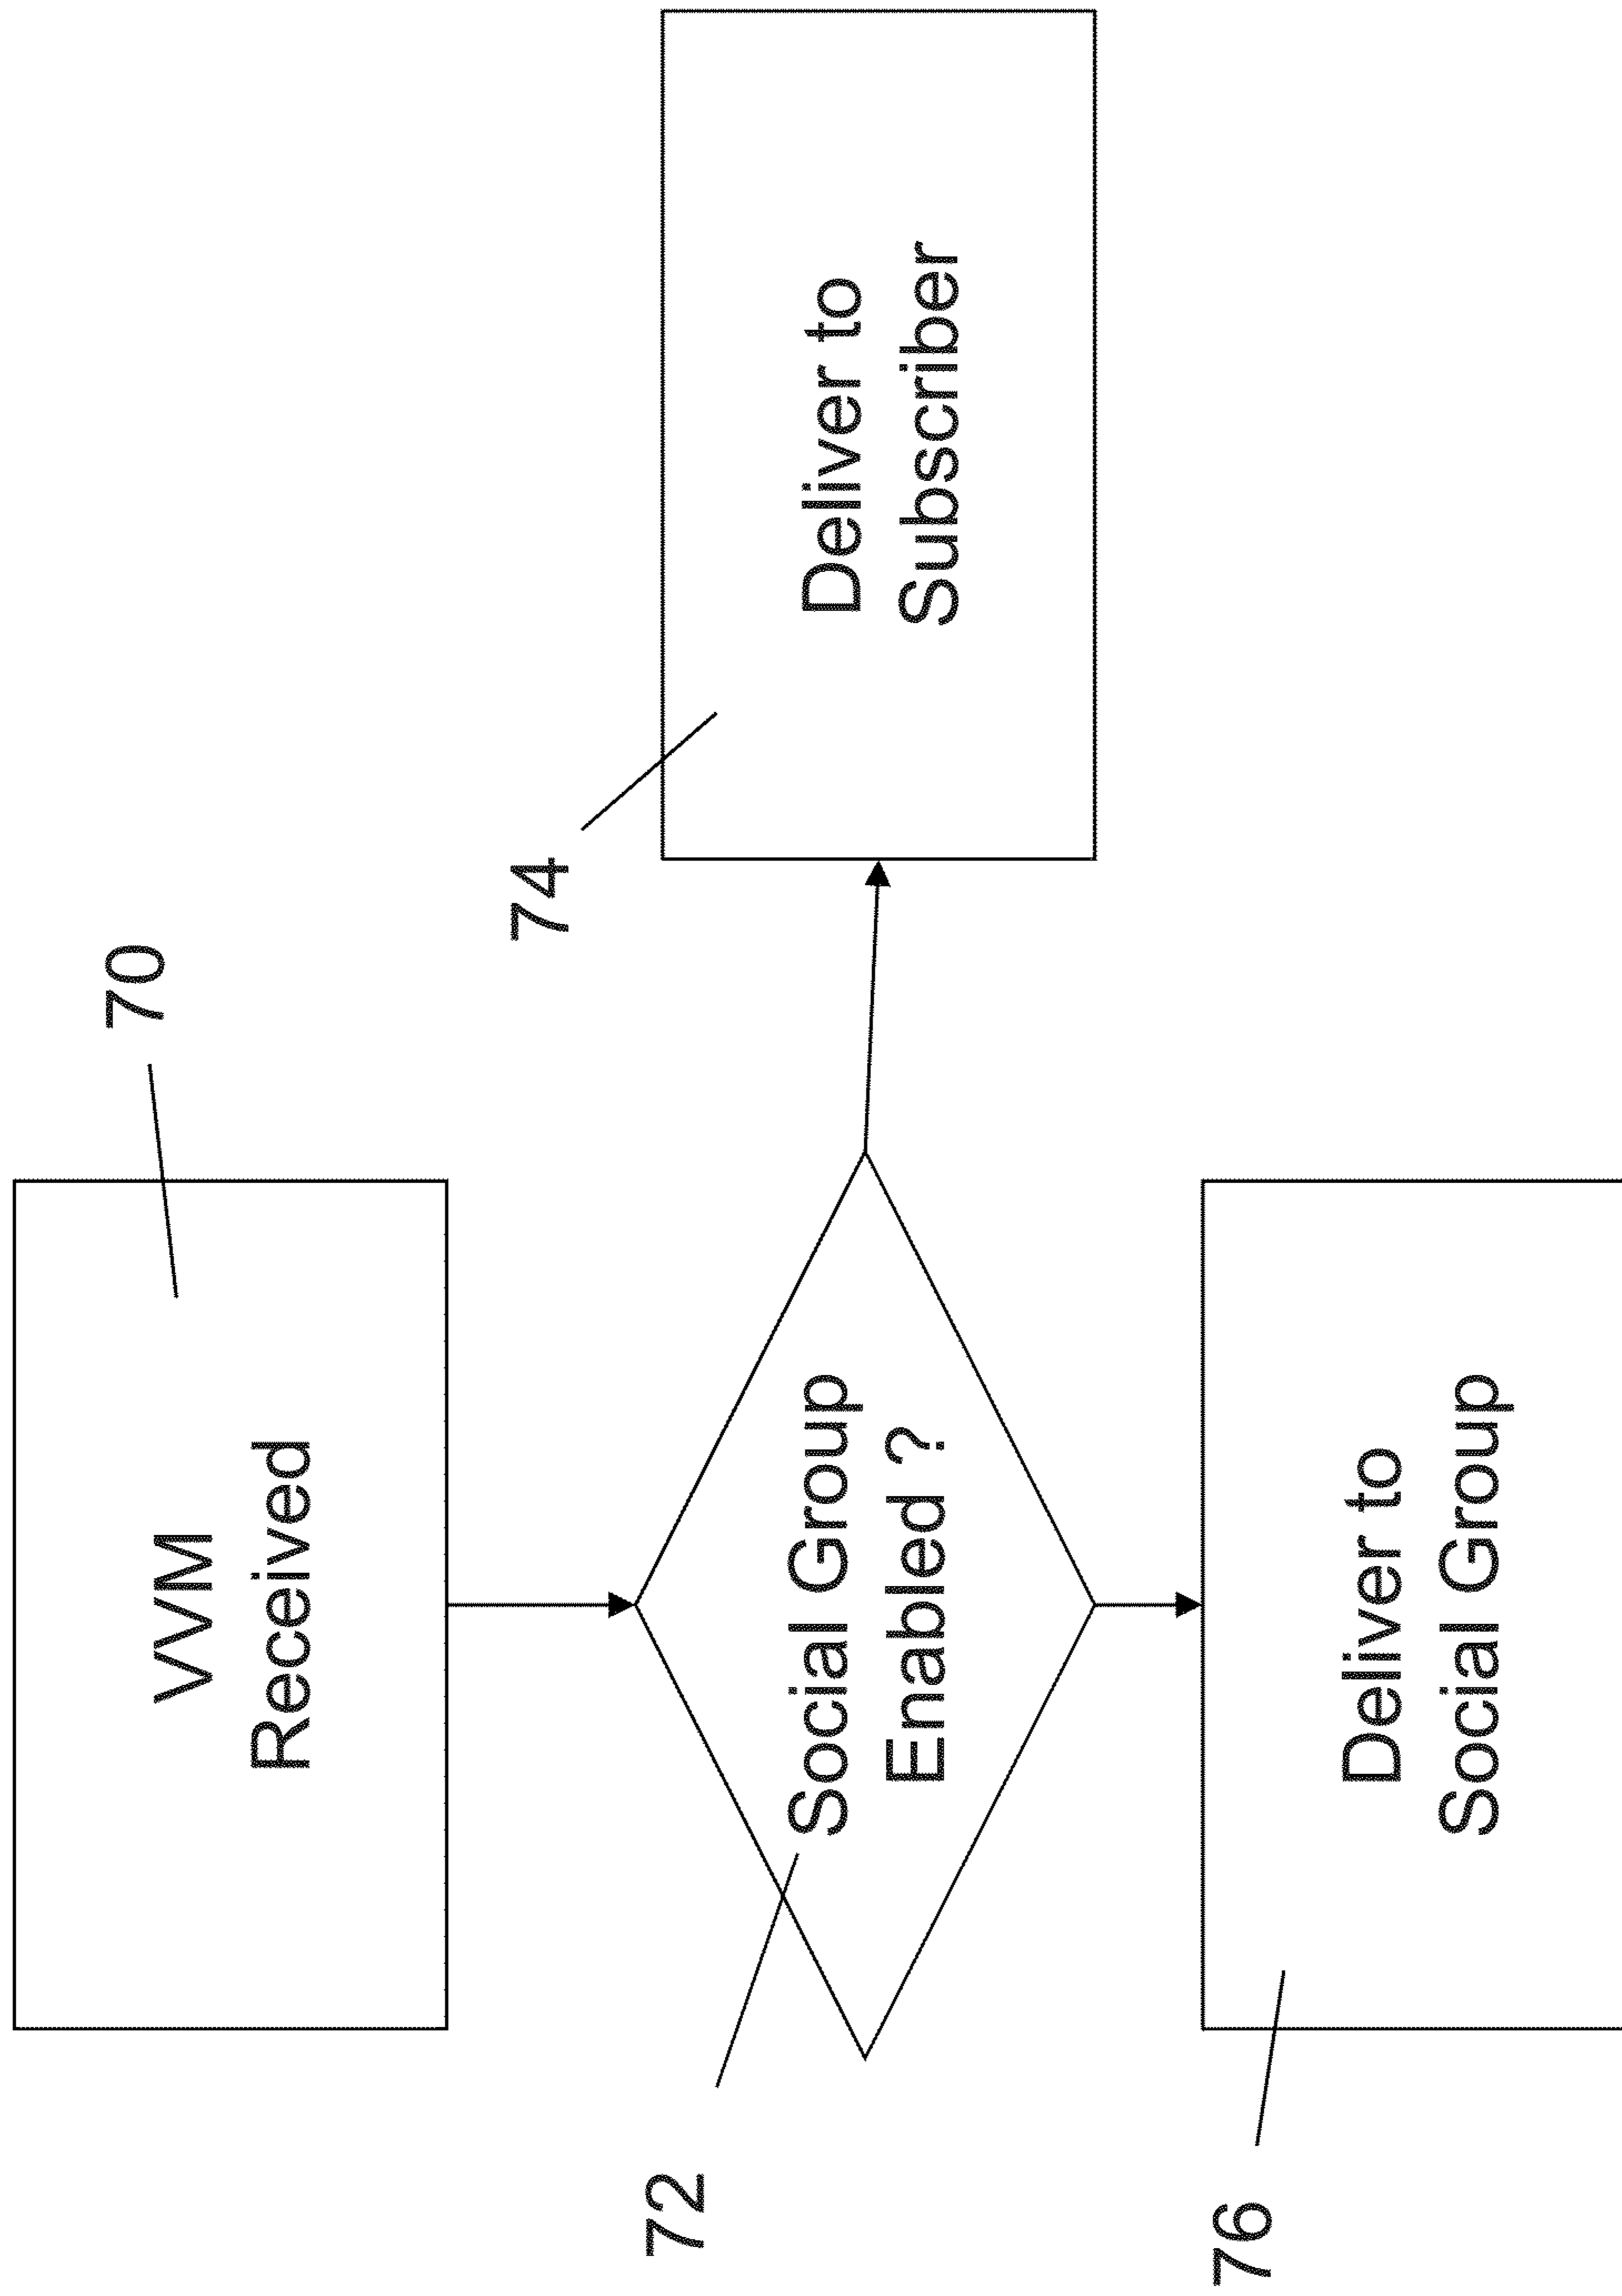 70
VVM
Received
72
Social Group
Enabled ?
74
Deliver to
Subscriber
76
Deliver to
Social Group